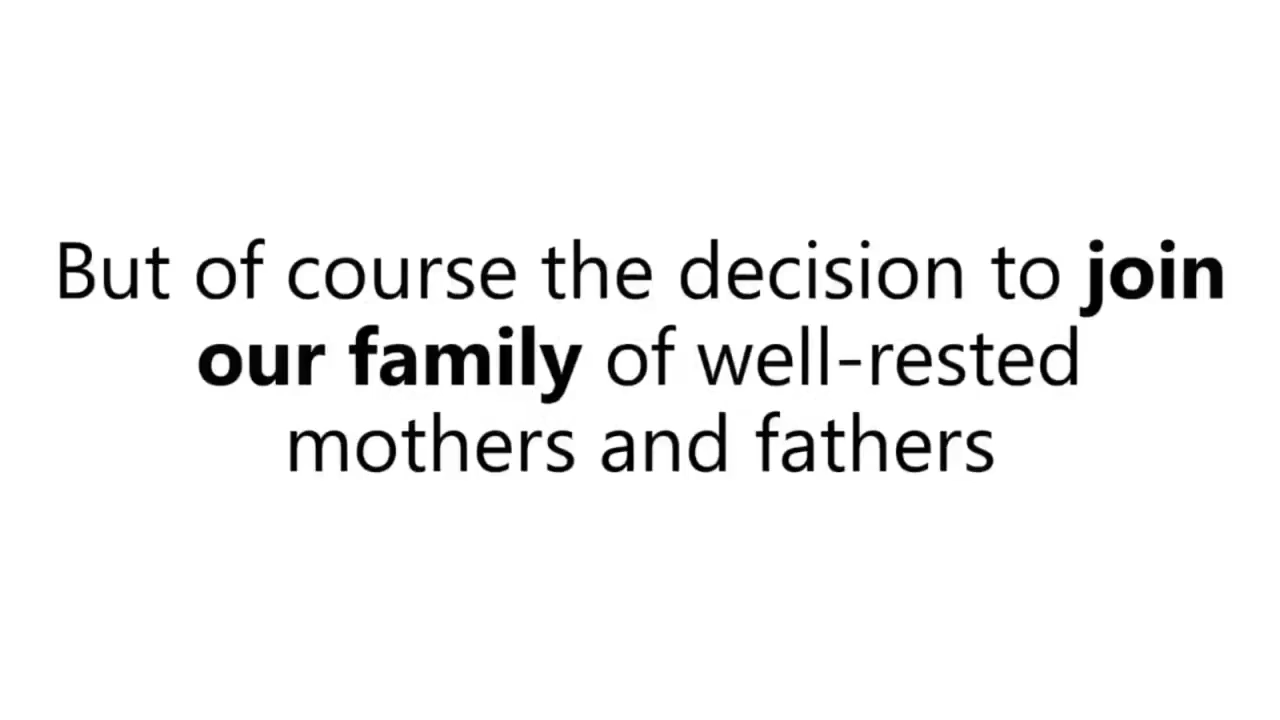 But of course the decision to join
our family of well-rested
mothers and fathers